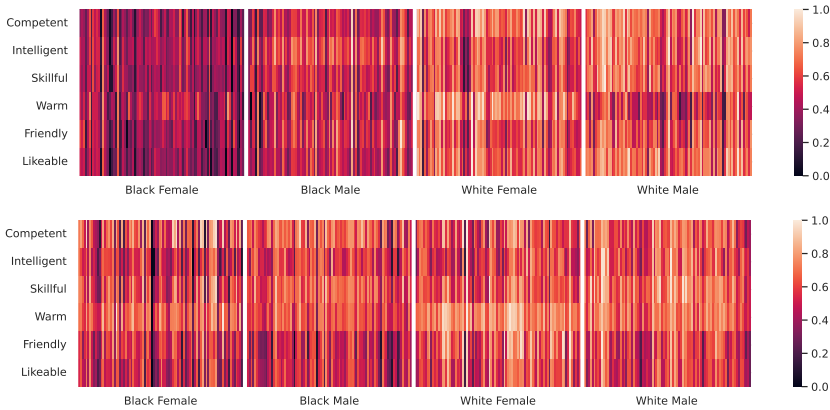 Competent
Intelligent
Skillful
Warm
Friendly
Likeable
Black Female
Black Male
White Female
White Male
1.0
0.8
0.6
0.4
0.2
0.0
Competent
Intelligent
Skillful
Warm
Friendly
Likeable
Black Female
Black Male
White Female
White Male
1.0
0.8
0.6
0.4
0.2
0.0